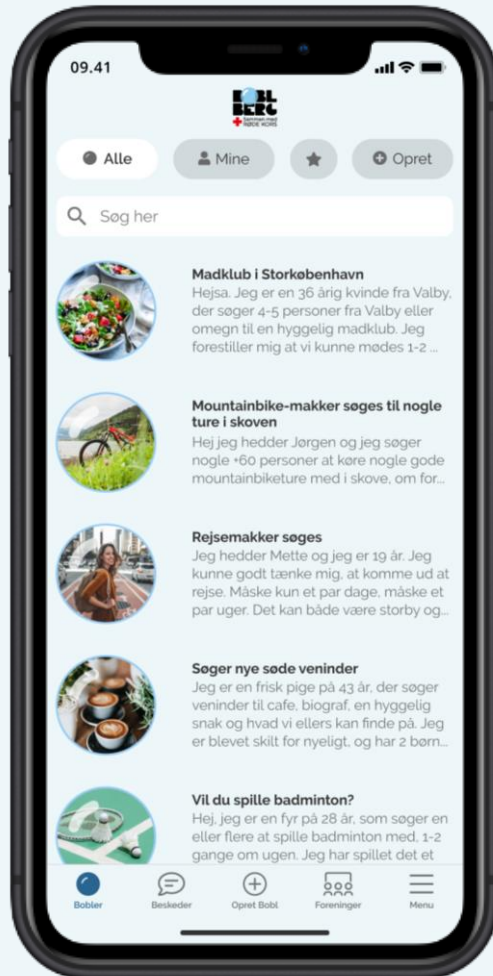 09.41
BOBL
BERG
Sammen med
RØDE KORS
Alle
Mine
Opret
Søg her
Madklub i Storkøbenhavn
Hejsa. Jeg er en 36 årig kvinde fra Valby,
der søger 4-5 personer fra Valby eller
omegn til en hyggelig madklub. Jeg
forestiller mig at vi kunne mødes 1-2 ...
Mountainbike-makker søges til nogle
ture i skoven
Hej jeg hedder Jørgen og jeg søger
nogle +60 personer at køre nogle gode
mountainbiketure med i skove, om for...
Rejsemakker søges
Jeg hedder Mette og jeg er 19 år. Jeg
kunne godt tænke mig, at komme ud at
rejse. Måske kun et par dage, måske et
par uger. Det kan både være storby og...
Søger nye søde veninder
Jeg er en frisk pige på 43 år, der søger
veninder til cafe, biograf, en hyggelig
snak og hvad vi ellers kan finde på. Jeg
er blevet skilt for nyeligt, og har 2 børn...
Vil du spille badminton?
Hej, jeg er en fyr på 28 år, som søger en
eller flere at spille badminton med, 1-2
gange om ugen. Jeg har spillet det et
Bobler
Beskeder
Opret Bobl
Foreninger
Menu